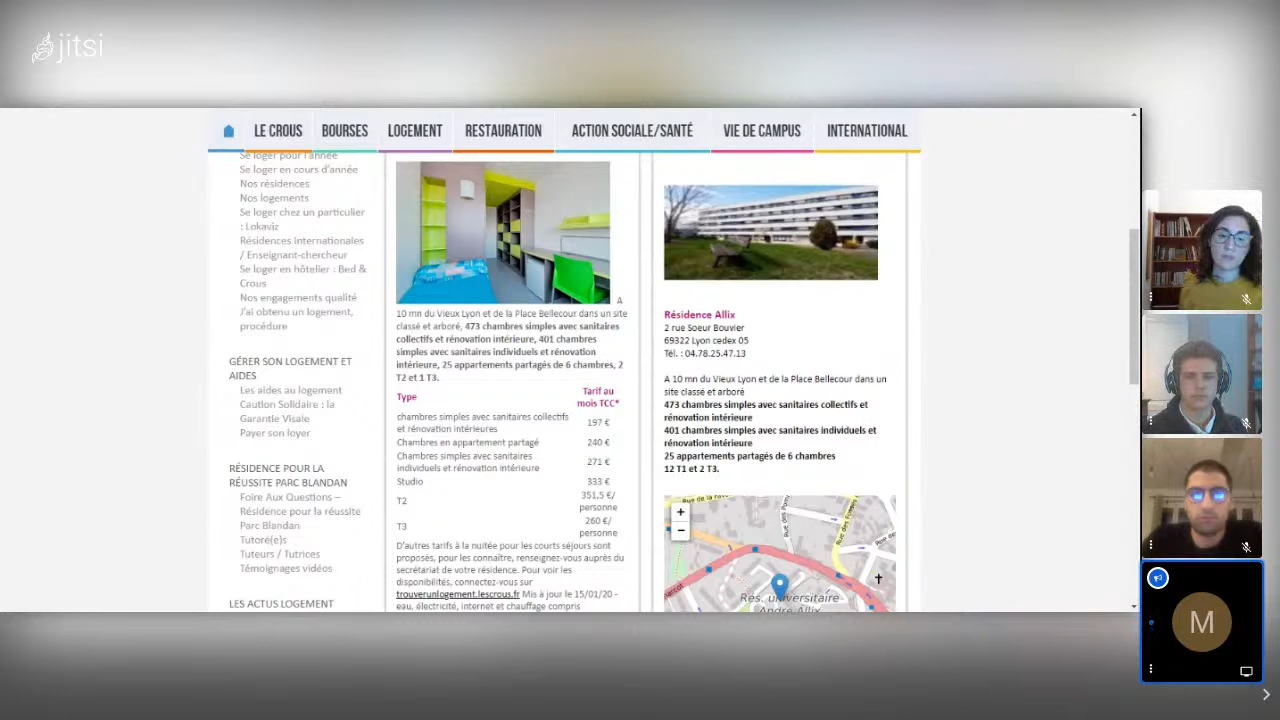 jitsi
LE CROUS
BOURSES
LOGEMENT
RESTAURATION
ACTION SOCIALE/SANTÉ
VIE DE CAMPUS
INTERNATIONAL
Se loger pour l'année
Se loger en cours d'année
Nos résidences
Nos logements
Se loger chez un particulier
: Lokaviz
Résidences Internationales
/ Enseignant-chercheur
Se loger en hôtelier : Bed &
Crous
Nos engagements qualité
J'ai obtenu un logement,
procédure
GÉRER SON LOGEMENT ET
AIDES
Les aides au logement
Caution Solidaire : la
Garantie Visale
Payer son loyer
RÉSIDENCE POUR LA
RÉUSSITE PARC BLANDAN
Foire Aux Questions –
Résidence pour la réussite
Parc Blandan
Tutoré(e)s
Tuteurs / Tutrices
Témoignages vidéos
LES ACTUS LOGEMENT
A
10 mn du Vieux Lyon et de la Place Bellecour dans un site
classé et arboré, 473 chambres simples avec sanitaires
collectifs et rénovation intérieure, 401 chambres
simples avec sanitaires individuels et rénovation
intérieure, 25 appartements partagés de 6 chambres, 2
T2 et 1 T3.
Type
Tarif au
mois TCC*
chambres simples avec sanitaires collectifs
et rénovation intérieures
197 €
Chambres en appartement partagé
240 €
Chambres simples avec sanitaires
individuels et rénovation intérieure
271 €
Studio
333 €
T2
351,5 €/
personne
T3
260 €/
personne
D'autres tarifs à la nuitée pour les courts séjours sont
proposés, pour les connaître, renseignez-vous auprès du
secrétariat de votre résidence. Pour voir les
disponibilités, connectez-vous sur
trouverunlogement.lescrous.fr Mis à jour le 15/01/20 -
eau, électricité, internet et chauffage compris
Résidence Allix
2 rue Soeur Bouvier
69322 Lyon cedex 05
Tél. : 04.78.25.47.13
A 10 mn du Vieux Lyon et de la Place Bellecour dans un
site classé et arboré
473 chambres simples avec sanitaires collectifs et
rénovation intérieure
401 chambres simples avec sanitaires individuels et
rénovation intérieure
25 appartements partagés de 6 chambres
12 T1 et 2 T3.
+
−
Rés. universitaire
André Allix
M